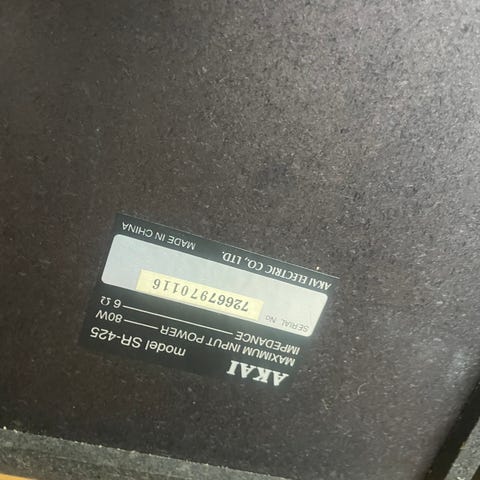 AKAI model SR-425
MAXIMUM INPUT POWER 80W
IMPEDANCE 6 Ω
SERIAL No 72667970116
AKAI ELECTRIC CO., LTD. MADE IN CHINA